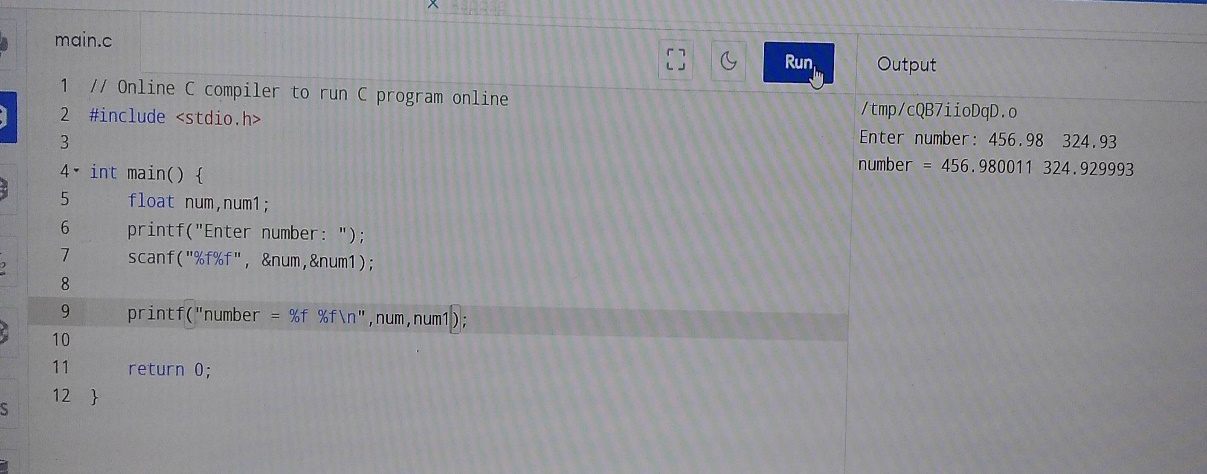 main.c
Run
Output
1 // Online C compiler to run C program online
2 #include <stdio.h>
3
4 int main() {
5 float num,num1;
6 printf("Enter number: ");
7 scanf("%f%f", &num,&num1);
8
9 printf("number = %f %f\n",num,num1);
10
11 return 0;
12 }
/tmp/cQB7iioDqD.o
Enter number: 456.98  324.93
number = 456.980011 324.929993